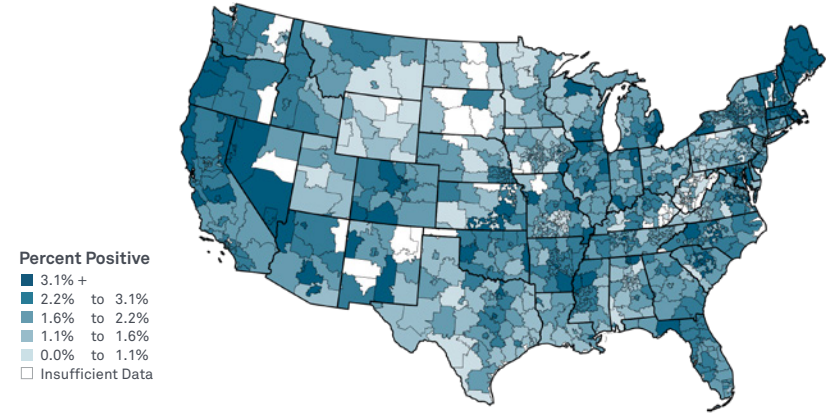 Percent Positive
3.1% +
2.2% to 3.1%
1.6% to 2.2%
1.1% to 1.6%
0.0% to 1.1%
Insufficient Data